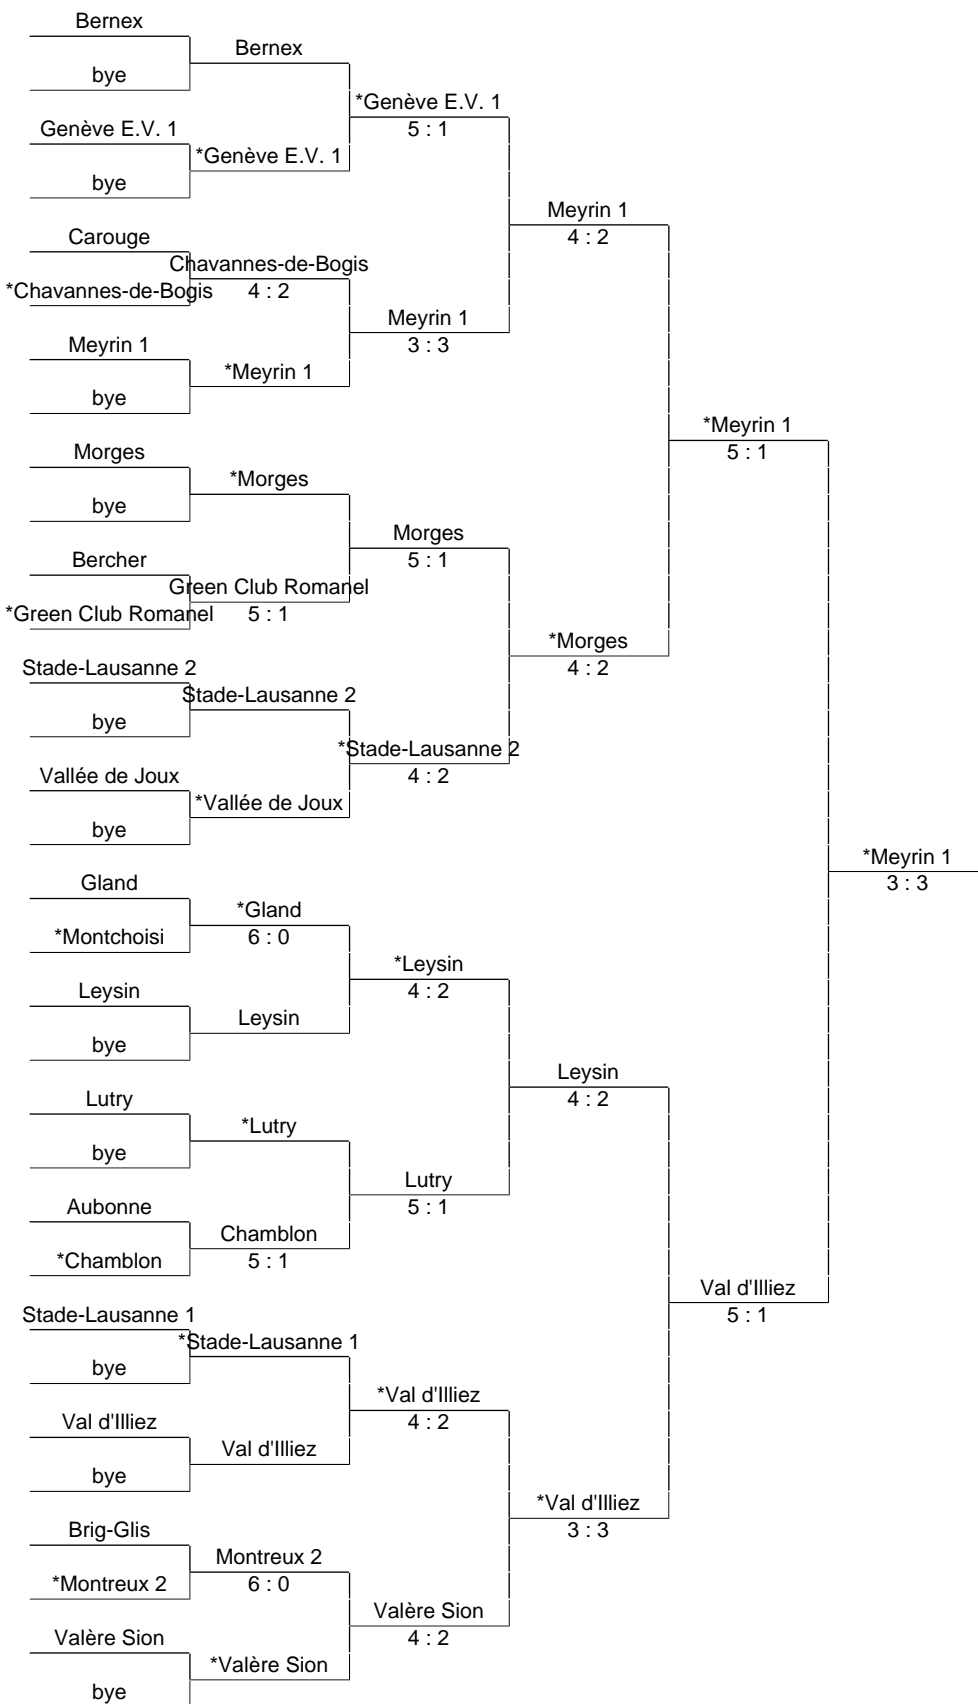 Bernex
bye
Genève E.V. 1
bye
Carouge
*Chavannes-de-Bogis
Meyrin 1
bye
Morges
bye
Bercher
*Green Club Romanel
Stade-Lausanne 2
bye
Vallée de Joux
bye
Gland
*Montchoisi
Leysin
bye
Lutry
bye
Aubonne
*Chamblon
Stade-Lausanne 1
bye
Val d'Illiez
bye
Brig-Glis
*Montreux 2
Valère Sion
bye
Bernex
*Genève E.V. 1
Chavannes-de-Bogis
4 : 2
*Meyrin 1
*Morges
Green Club Romanel
5 : 1
Stade-Lausanne 2
*Vallée de Joux
*Gland
6 : 0
Leysin
*Lutry
Chamblon
5 : 1
*Stade-Lausanne 1
Val d'Illiez
Montreux 2
6 : 0
*Valère Sion
*Genève E.V. 1
5 : 1
Meyrin 1
3 : 3
Morges
5 : 1
*Stade-Lausanne 2
4 : 2
*Leysin
4 : 2
Lutry
5 : 1
*Val d'Illiez
4 : 2
Valère Sion
4 : 2
Meyrin 1
4 : 2
*Morges
4 : 2
Leysin
4 : 2
*Val d'Illiez
3 : 3
*Meyrin 1
5 : 1
Val d'Illiez
5 : 1
*Meyrin 1
3 : 3